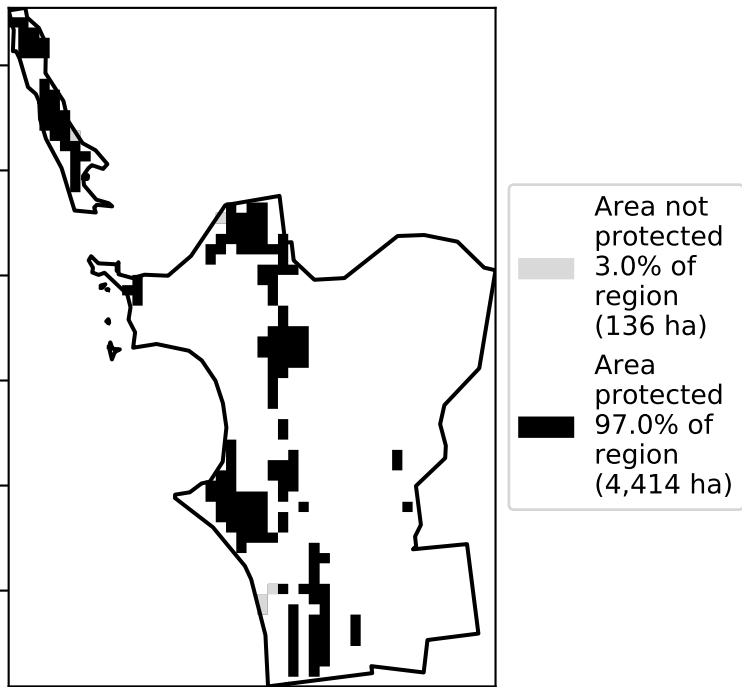 Area not
protected
3.0% of
region
(136 ha)
Area
protected
97.0% of
region
(4,414 ha)